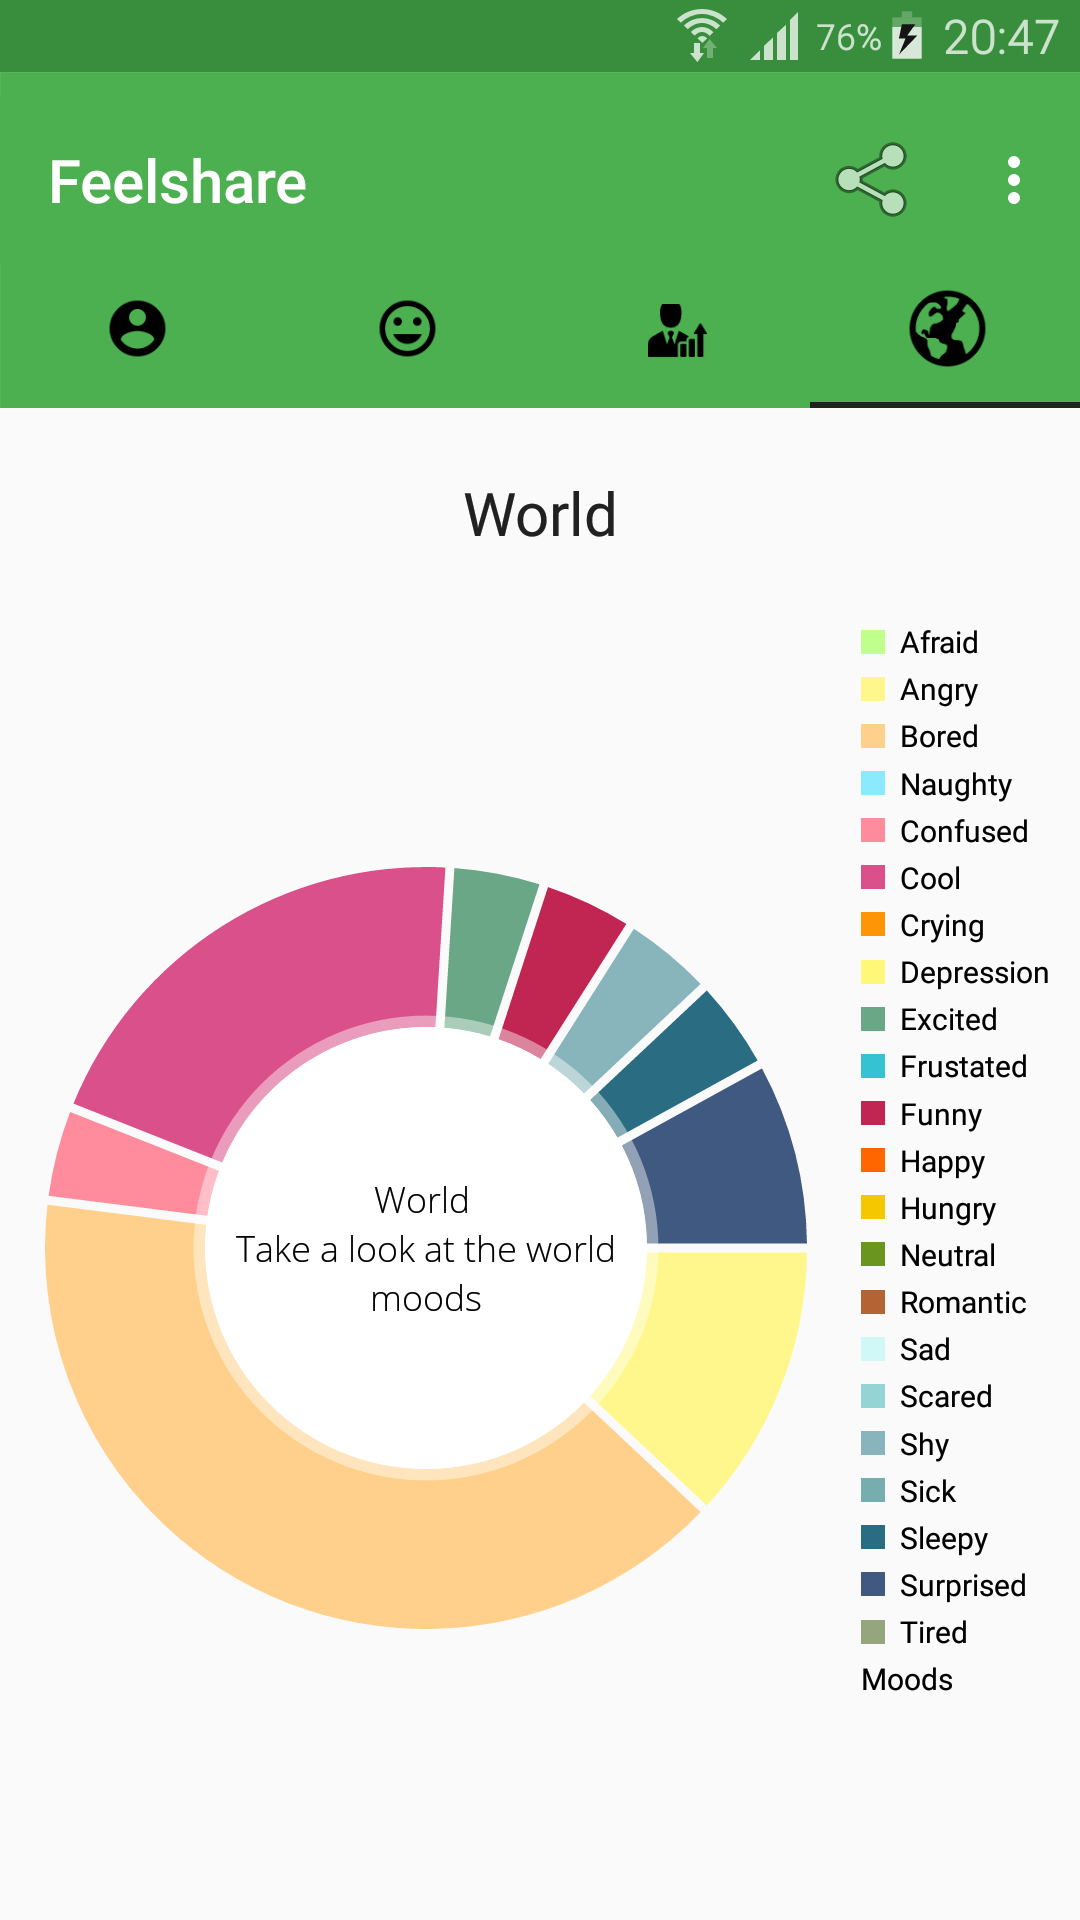 76% 20:47
Feelshare
World
Afraid
Angry
Bored
Naughty
Confused
Cool
Crying
Depression
Excited
Frustated
Funny
Happy
Hungry
Neutral
Romantic
Sad
Scared
Shy
Sick
Sleepy
Surprised
Tired
Moods
World
Take a look at the world
moods